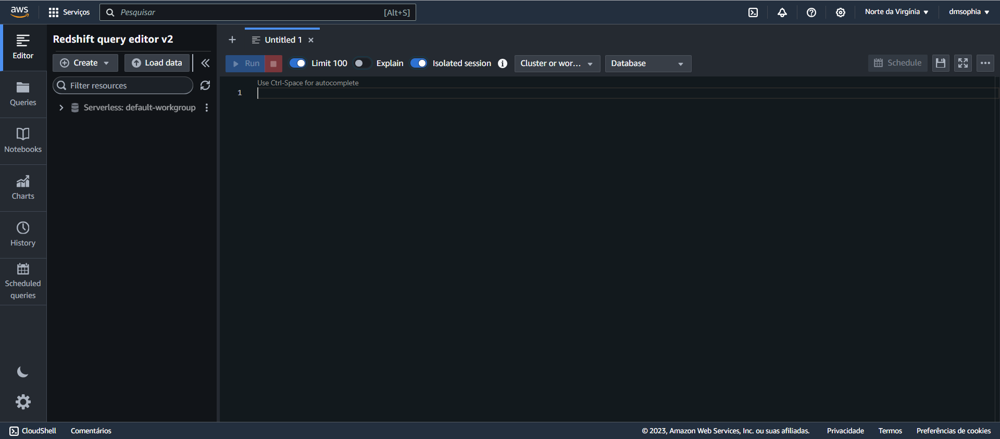 aws
Serviços
Pesquisar
[Alt+S]
Norte da Virgínia
dmsophia
Editor
Queries
Notebooks
Charts
History
Scheduled
queries
Redshift query editor v2
Create
Load data
Filter resources
Serverless: default-workgroup
Untitled 1
Run
Limit 100
Explain
Isolated session
Cluster or wor...
Database
Schedule
Use Ctrl-Space for autocomplete
1
CloudShell
Comentários
© 2023, Amazon Web Services, Inc. ou suas afiliadas.
Privacidade
Termos
Preferências de cookies